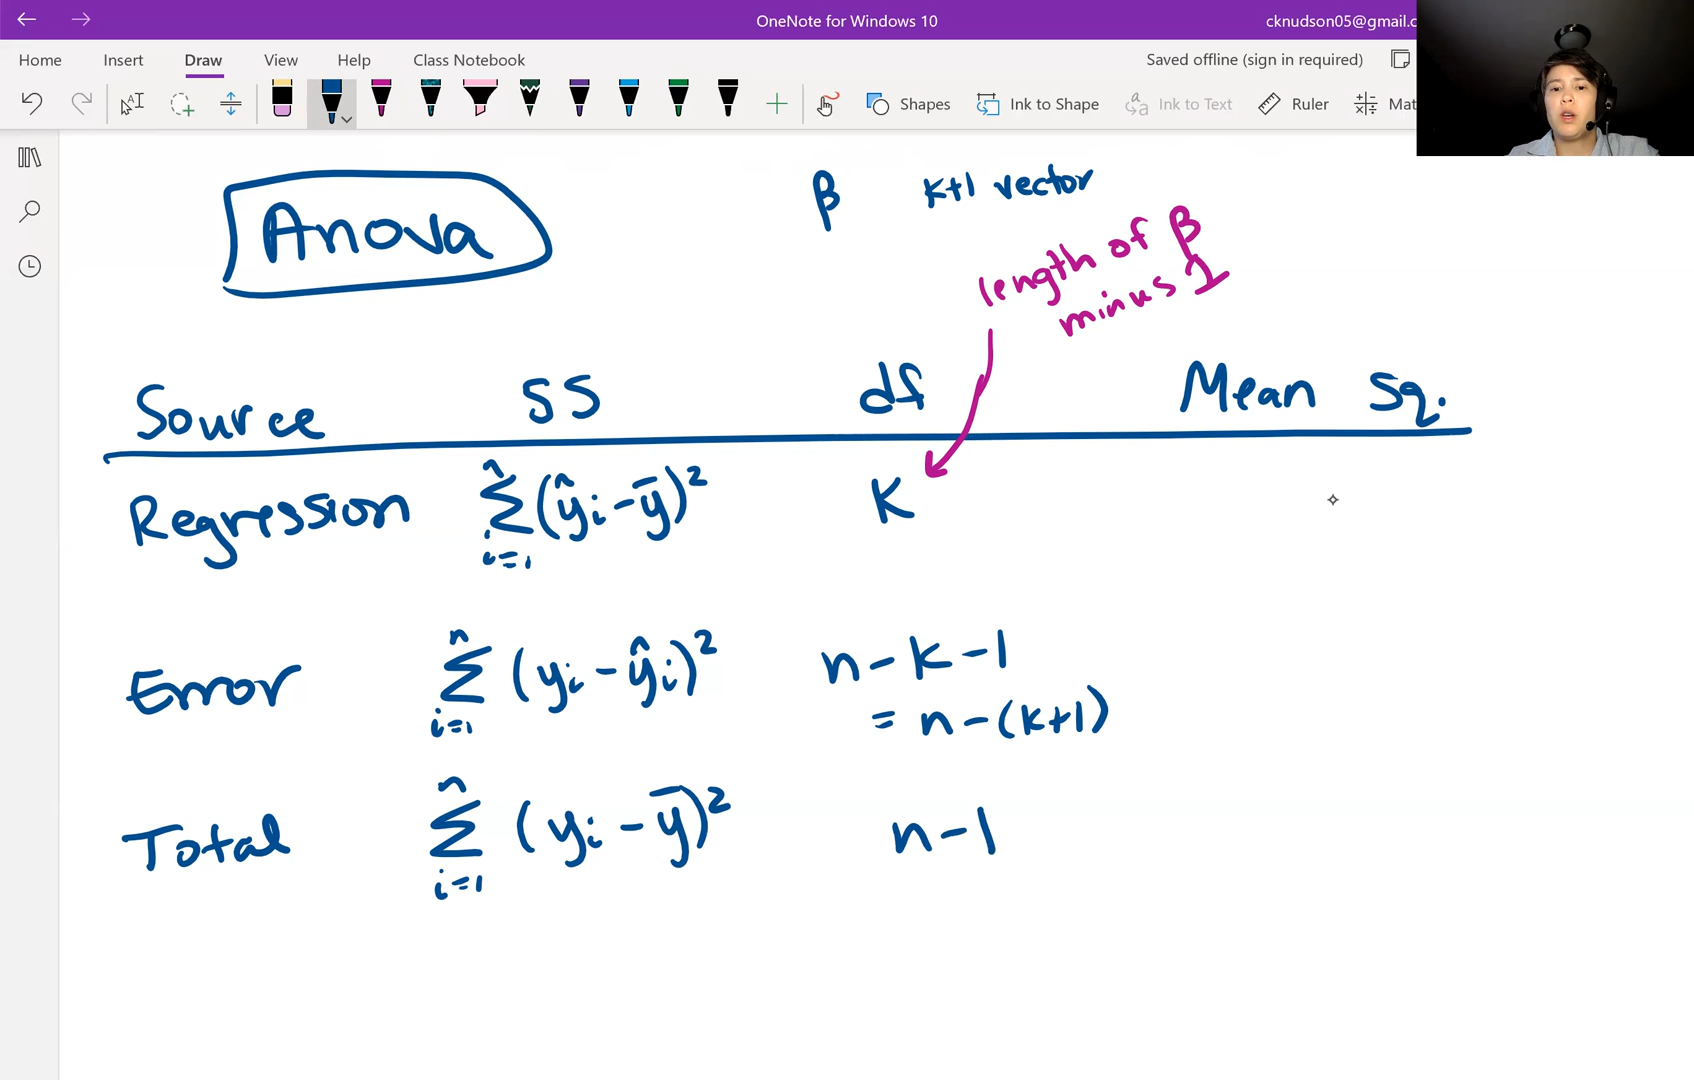 OneNote for Windows 10
cknudson05@gmail.c
Home Insert Draw View Help Class Notebook
Saved offline (sign in required)
Shapes Ink to Shape Ink to Text Ruler Mat
Anova
β k+1 vector
length of β
minus 1
Source SS df Mean Sq.
Regression n∑i=1 (ŷi - ȳ)² K
Error n∑i=1 (yi - ŷi)² n - k - 1
= n - (k+1)
Total n∑i=1 (yi - ȳ)² n - 1